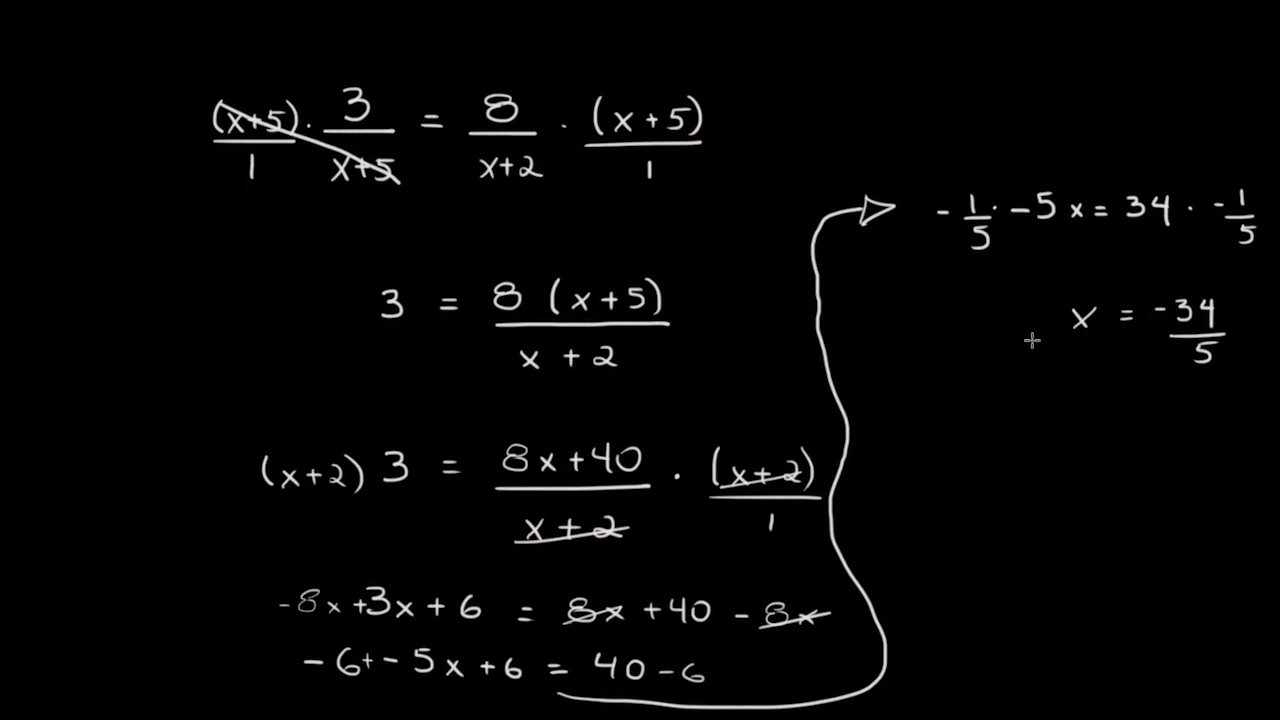 (x+5)/1 · 3/x+5 = 8/x+2 · (x+5)/1
3 = 8 (x+5)/x + 2
(x+2) 3 = 8x+40/x + 2 · (x+2)/1
-8x+3x + 6 = 8x + 40 - 8x
- 6+ - 5x + 6 = 40 - 6
- 1/5 · - 5x = 34 · - 1/5
x = -34/5